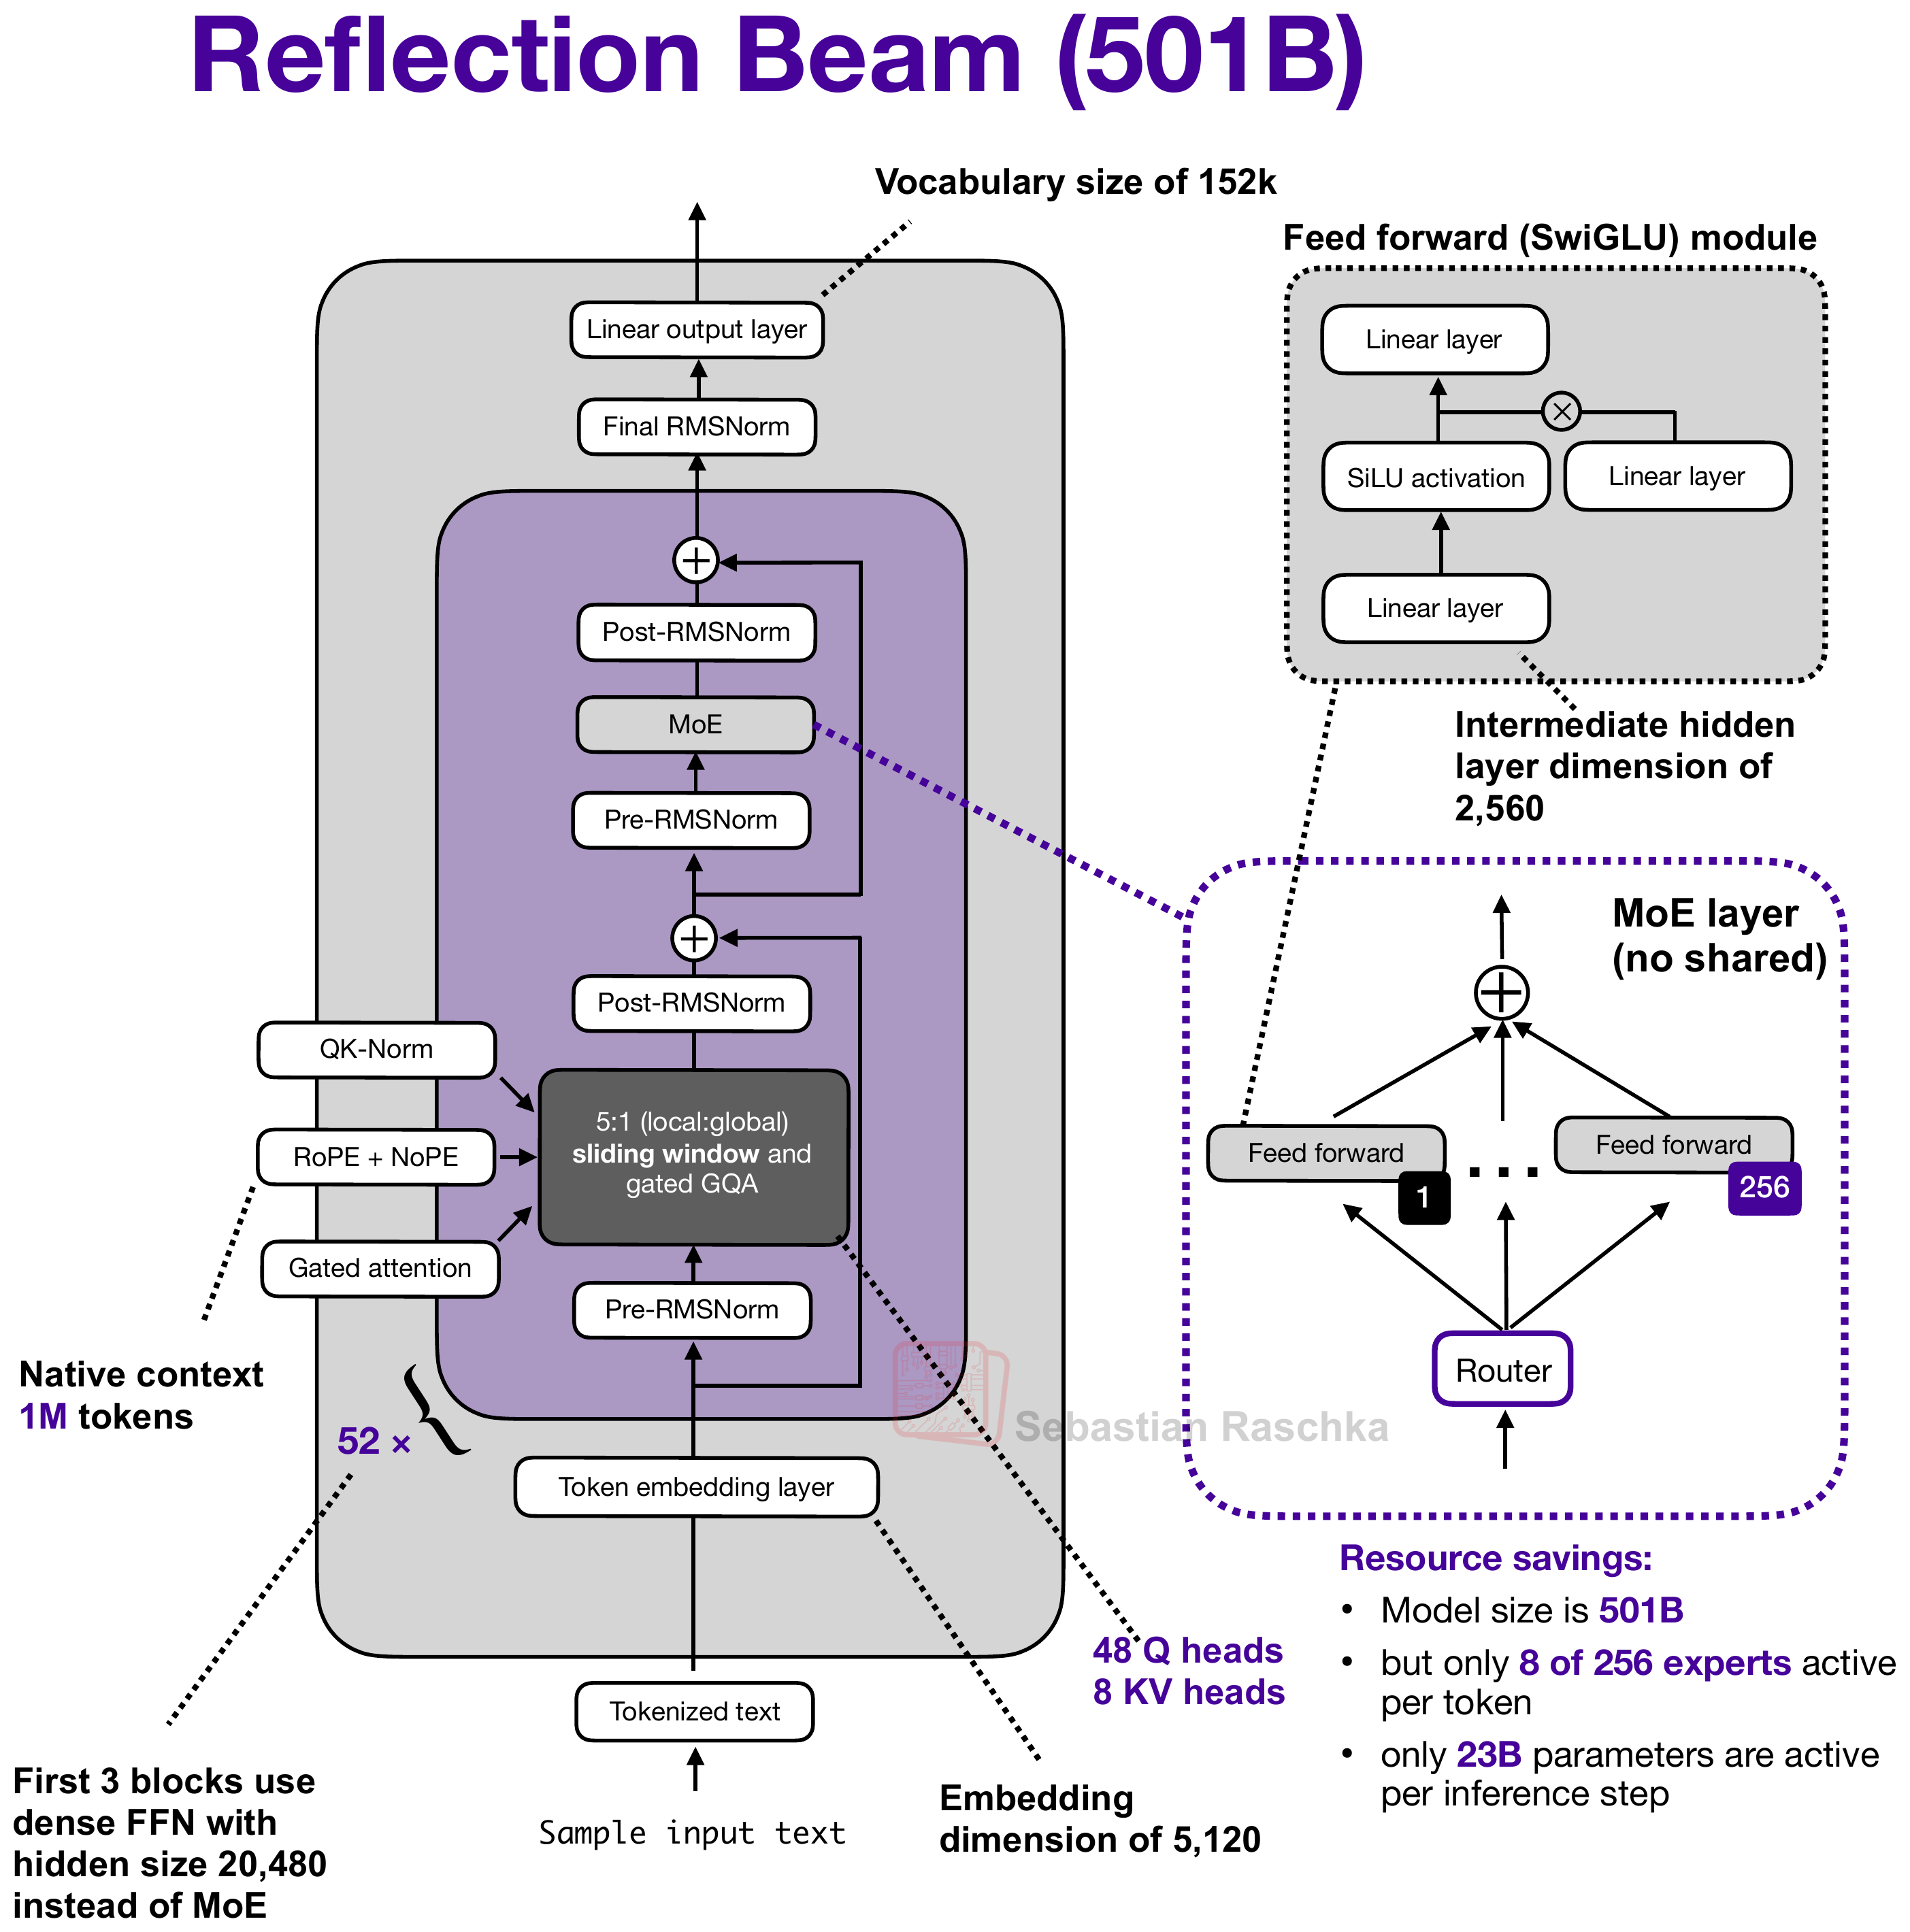 Reflection Beam (501B)
Vocabulary size of 152k
Feed forward (SwiGLU) module
Linear layer
SiLU activation
Linear layer
Linear layer
Intermediate hidden
layer dimension of
2,560
Linear output layer
Final RMSNorm
Post-RMSNorm
MoE
Pre-RMSNorm
Post-RMSNorm
QK-Norm
RoPE + NoPE
Gated attention
5:1 (local:global)
sliding window and
gated GQA
Pre-RMSNorm
Native context
1M tokens
52 ×
Token embedding layer
Tokenized text
Sample input text
First 3 blocks use
dense FFN with
hidden size 20,480
instead of MoE
Embedding
dimension of 5,120
48 Q heads
8 KV heads
Sebastian Raschka
MoE layer
(no shared)
Feed forward
1
...
Feed forward
256
Router
Resource savings:
• Model size is 501B
• but only 8 of 256 experts active
per token
• only 23B parameters are active
per inference step